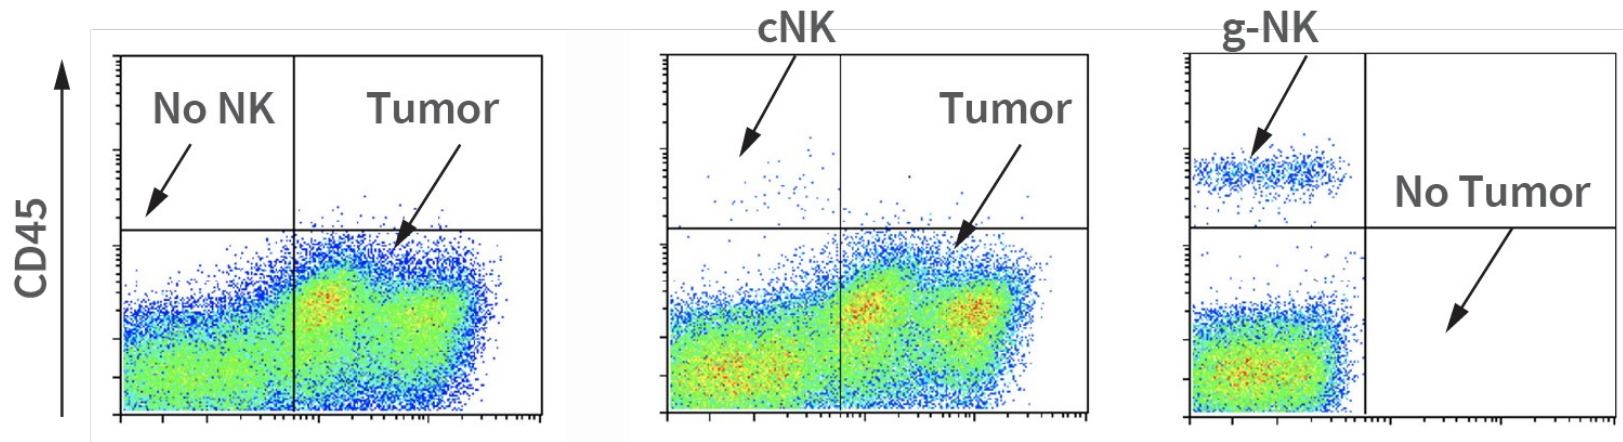 cNK
g-NK
No NK
Tumor
Tumor
No Tumor
CD45